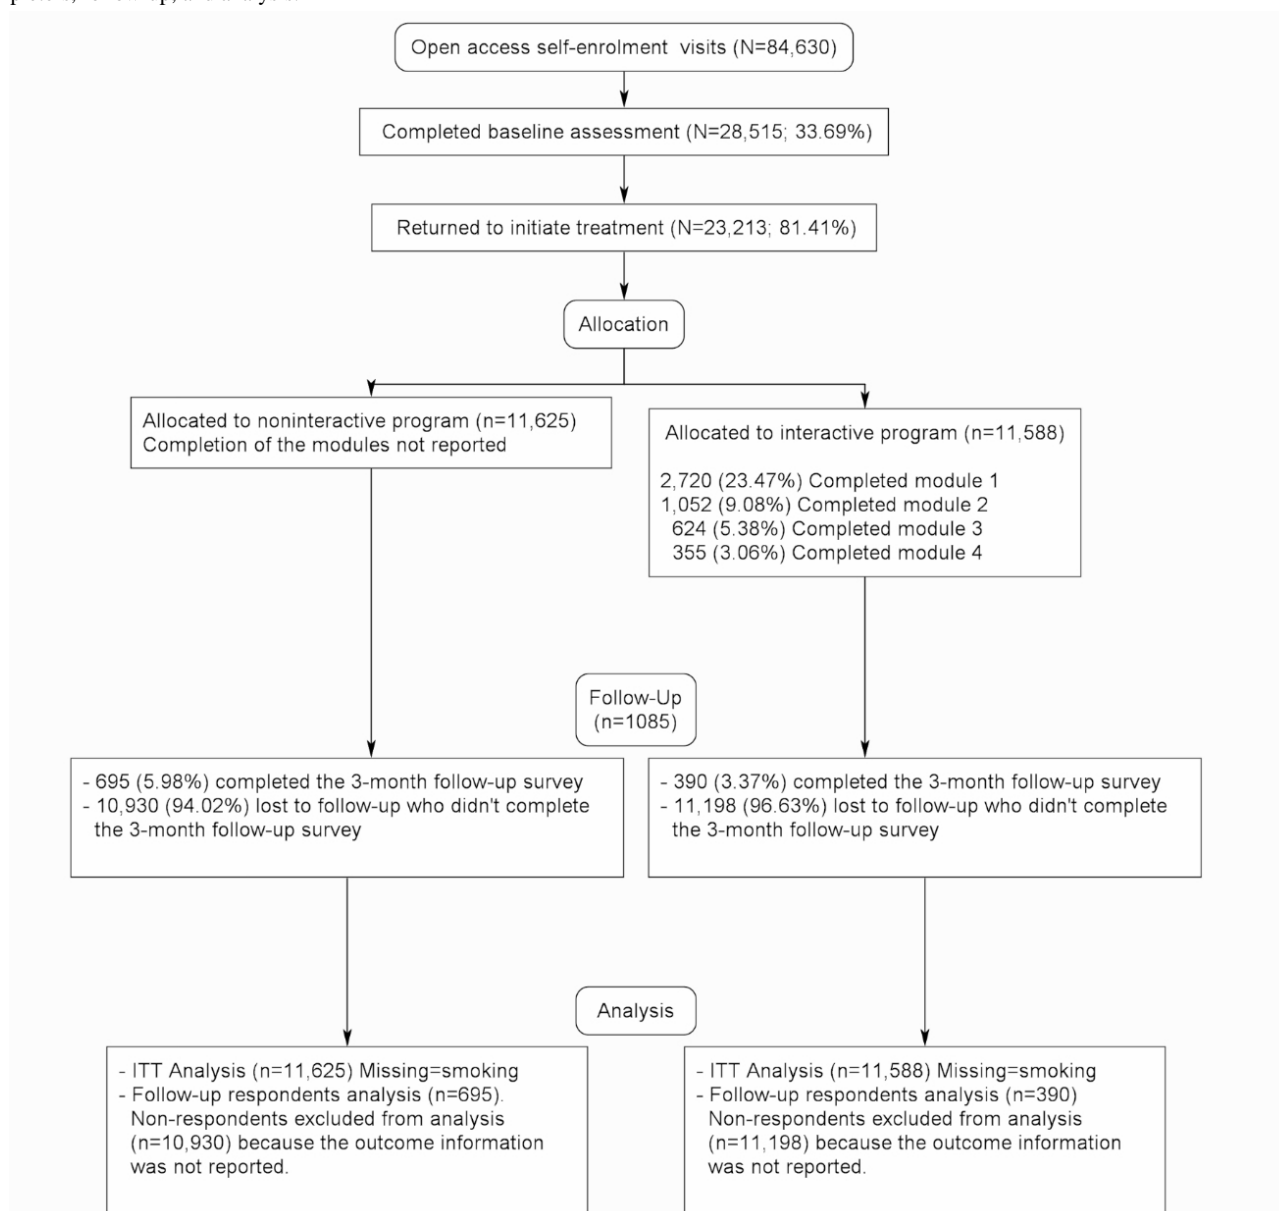 Open access self-enrolment visits (N=84,630)
Completed baseline assessment (N=28,515; 33.69%)
Returned to initiate treatment (N=23,213; 81.41%)
Allocation
Allocated to noninteractive program (n=11,625)
Completion of the modules not reported
Allocated to interactive program (n=11,588)
2,720 (23.47%) Completed module 1
1,052 (9.08%) Completed module 2
624 (5.38%) Completed module 3
355 (3.06%) Completed module 4
Follow-Up
(n=1085)
- 695 (5.98%) completed the 3-month follow-up survey
- 10,930 (94.02%) lost to follow-up who didn't complete
the 3-month follow-up survey
- 390 (3.37%) completed the 3-month follow-up survey
- 11,198 (96.63%) lost to follow-up who didn't complete
the 3-month follow-up survey
Analysis
- ITT Analysis (n=11,625) Missing=smoking
- Follow-up respondents analysis (n=695).
Non-respondents excluded from analysis
(n=10,930) because the outcome information
was not reported.
- ITT Analysis (n=11,588) Missing=smoking
- Follow-up respondents analysis (n=390)
Non-respondents excluded from analysis
(n=11,198) because the outcome information
was not reported.